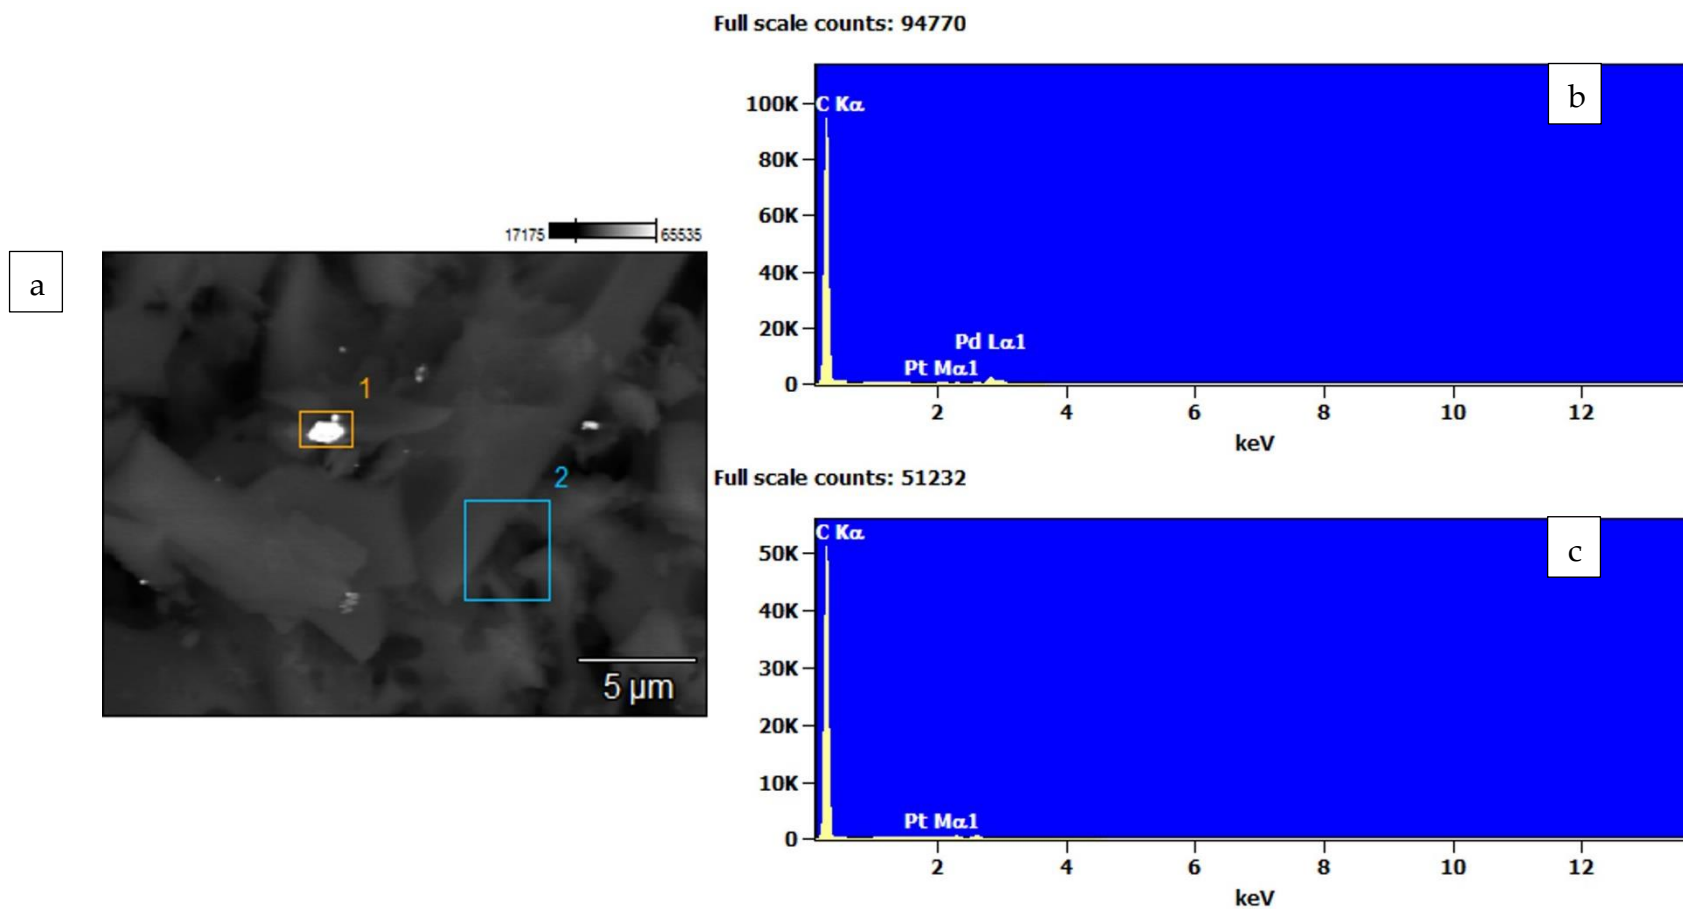 a
17175 65535
1
2
5 µm
Full scale counts: 94770
b
C Kα
100K
80K
60K
40K
20K
0
Pd Lα1
Pt Mα1
2 4 6 8 10 12
keV
Full scale counts: 51232
c
C Kα
50K
40K
30K
20K
10K
0
Pt Mα1
2 4 6 8 10 12
keV